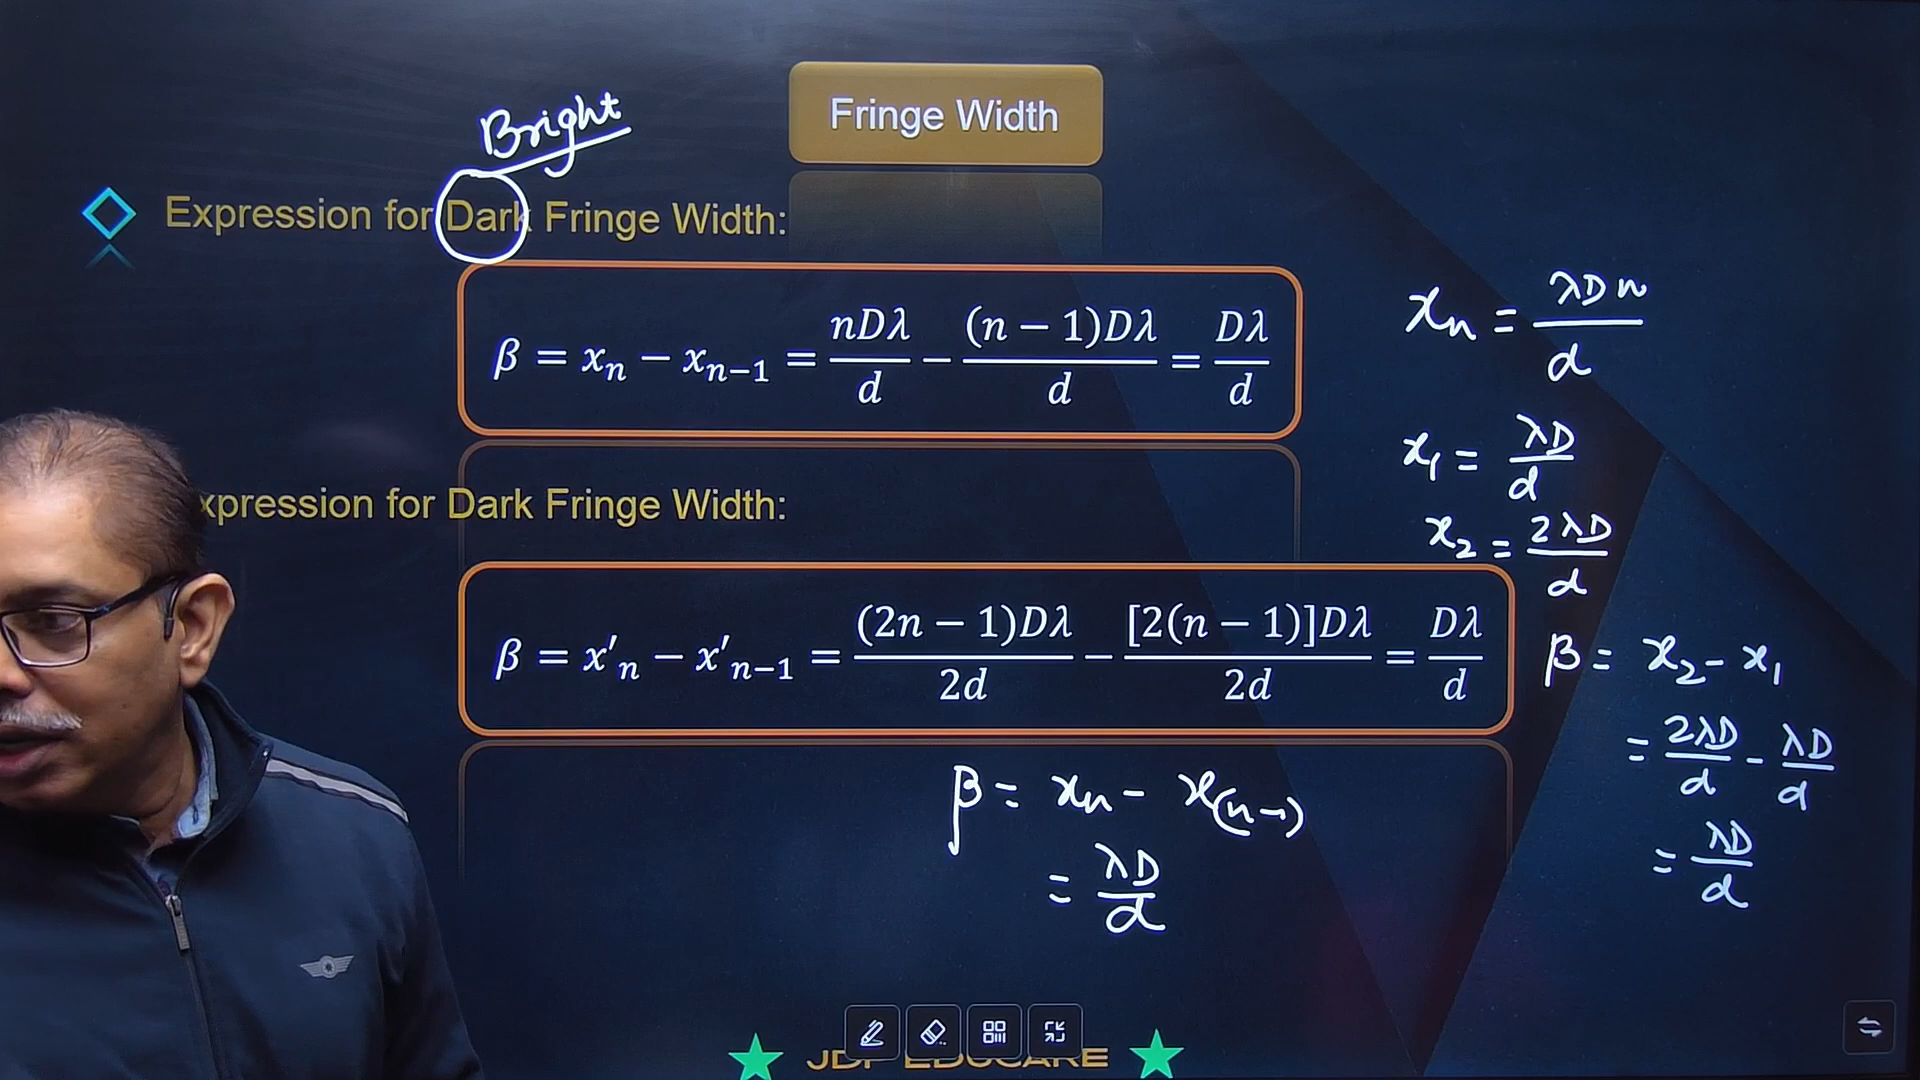 Fringe Width
Bright
Expression for Dark Fringe Width:
β = xₙ − xₙ₋₁ = nDλ/d − (n − 1)Dλ/d = Dλ/d
xₙ = λDn/d
x₁ = λD/d
x₂ = 2λD/d
xpression for Dark Fringe Width:
β = x′ₙ − x′ₙ₋₁ = (2n − 1)Dλ/2d − [2(n − 1)]Dλ/2d = Dλ/d
β = x₂ - x₁
= 2λD/d - λD/d
= λD/d
β = xₙ - x₍ₙ₋₁₎
= λD/d